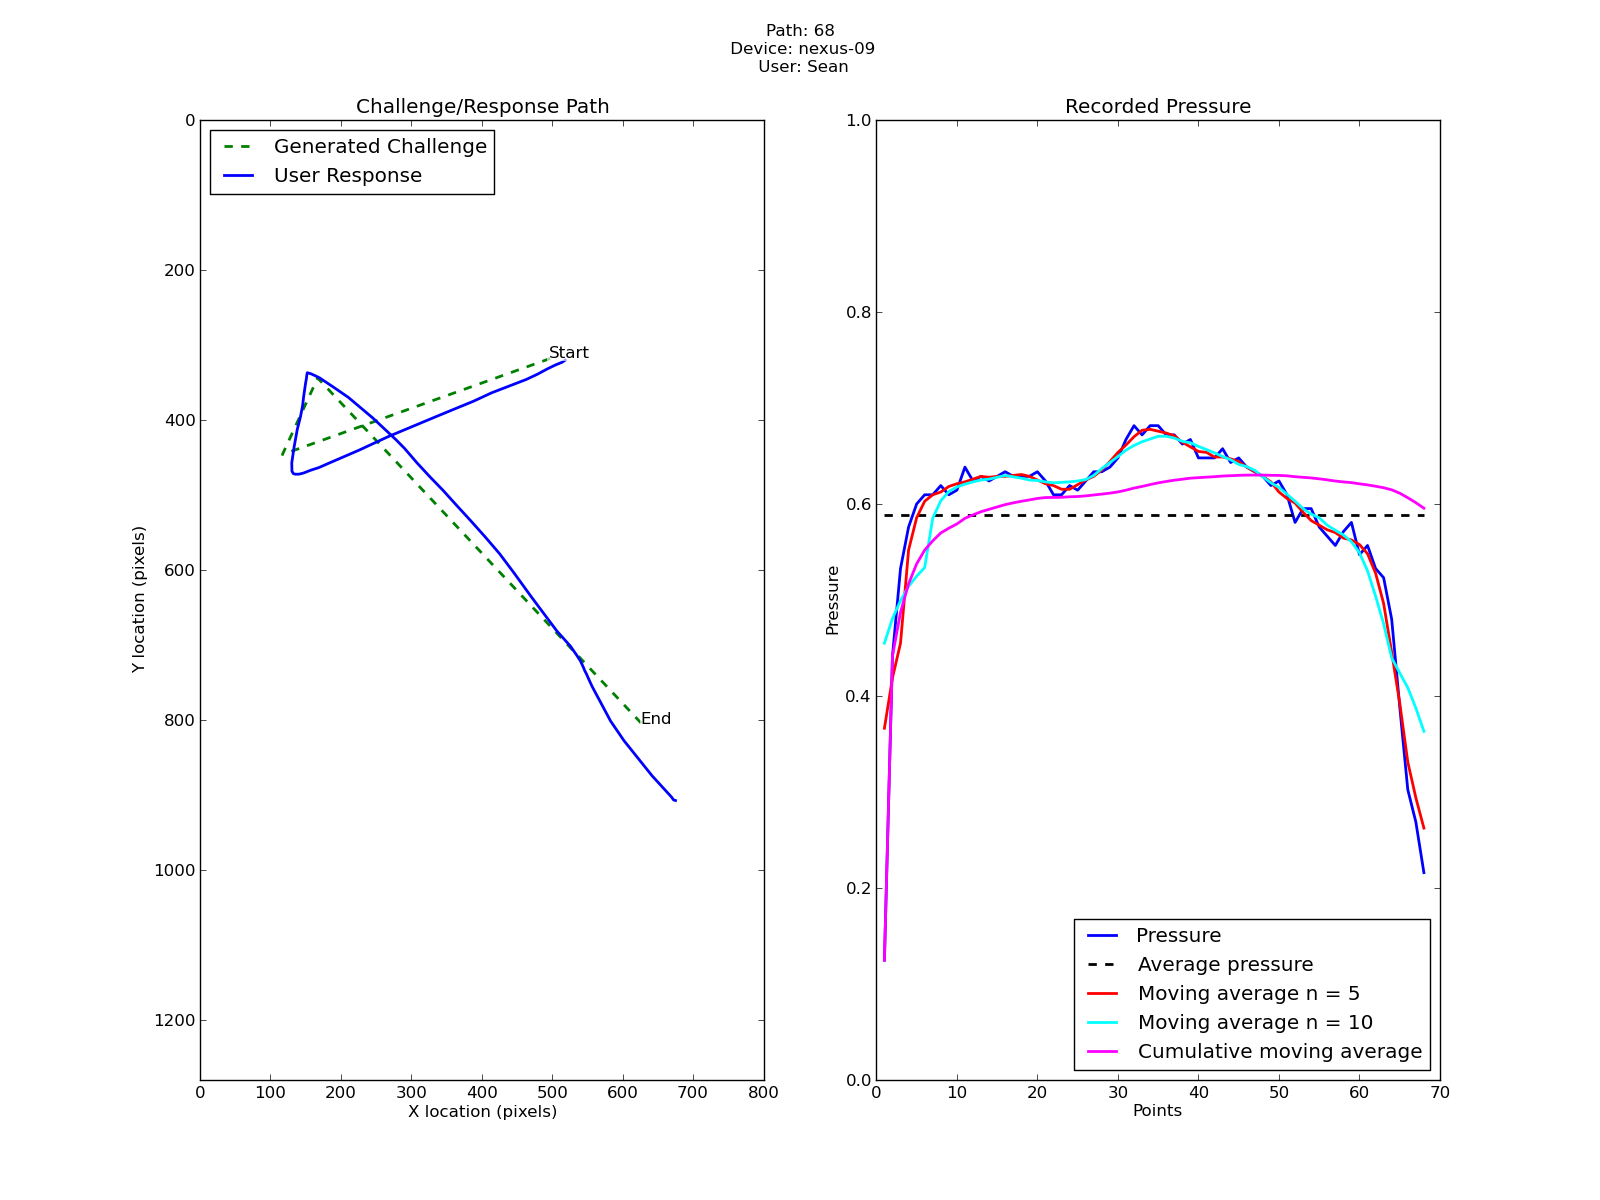 Path: 68
Device: nexus-09
User: Sean
Challenge/Response Path
Generated Challenge
User Response
Start
End
0
200
400
600
800
1000
1200
Y location (pixels)
0 100 200 300 400 500 600 700 800
X location (pixels)
Recorded Pressure
1.0
0.8
0.6
0.4
0.2
0.0
Pressure
Pressure
Average pressure
Moving average n = 5
Moving average n = 10
Cumulative moving average
0 10 20 30 40 50 60 70
Points